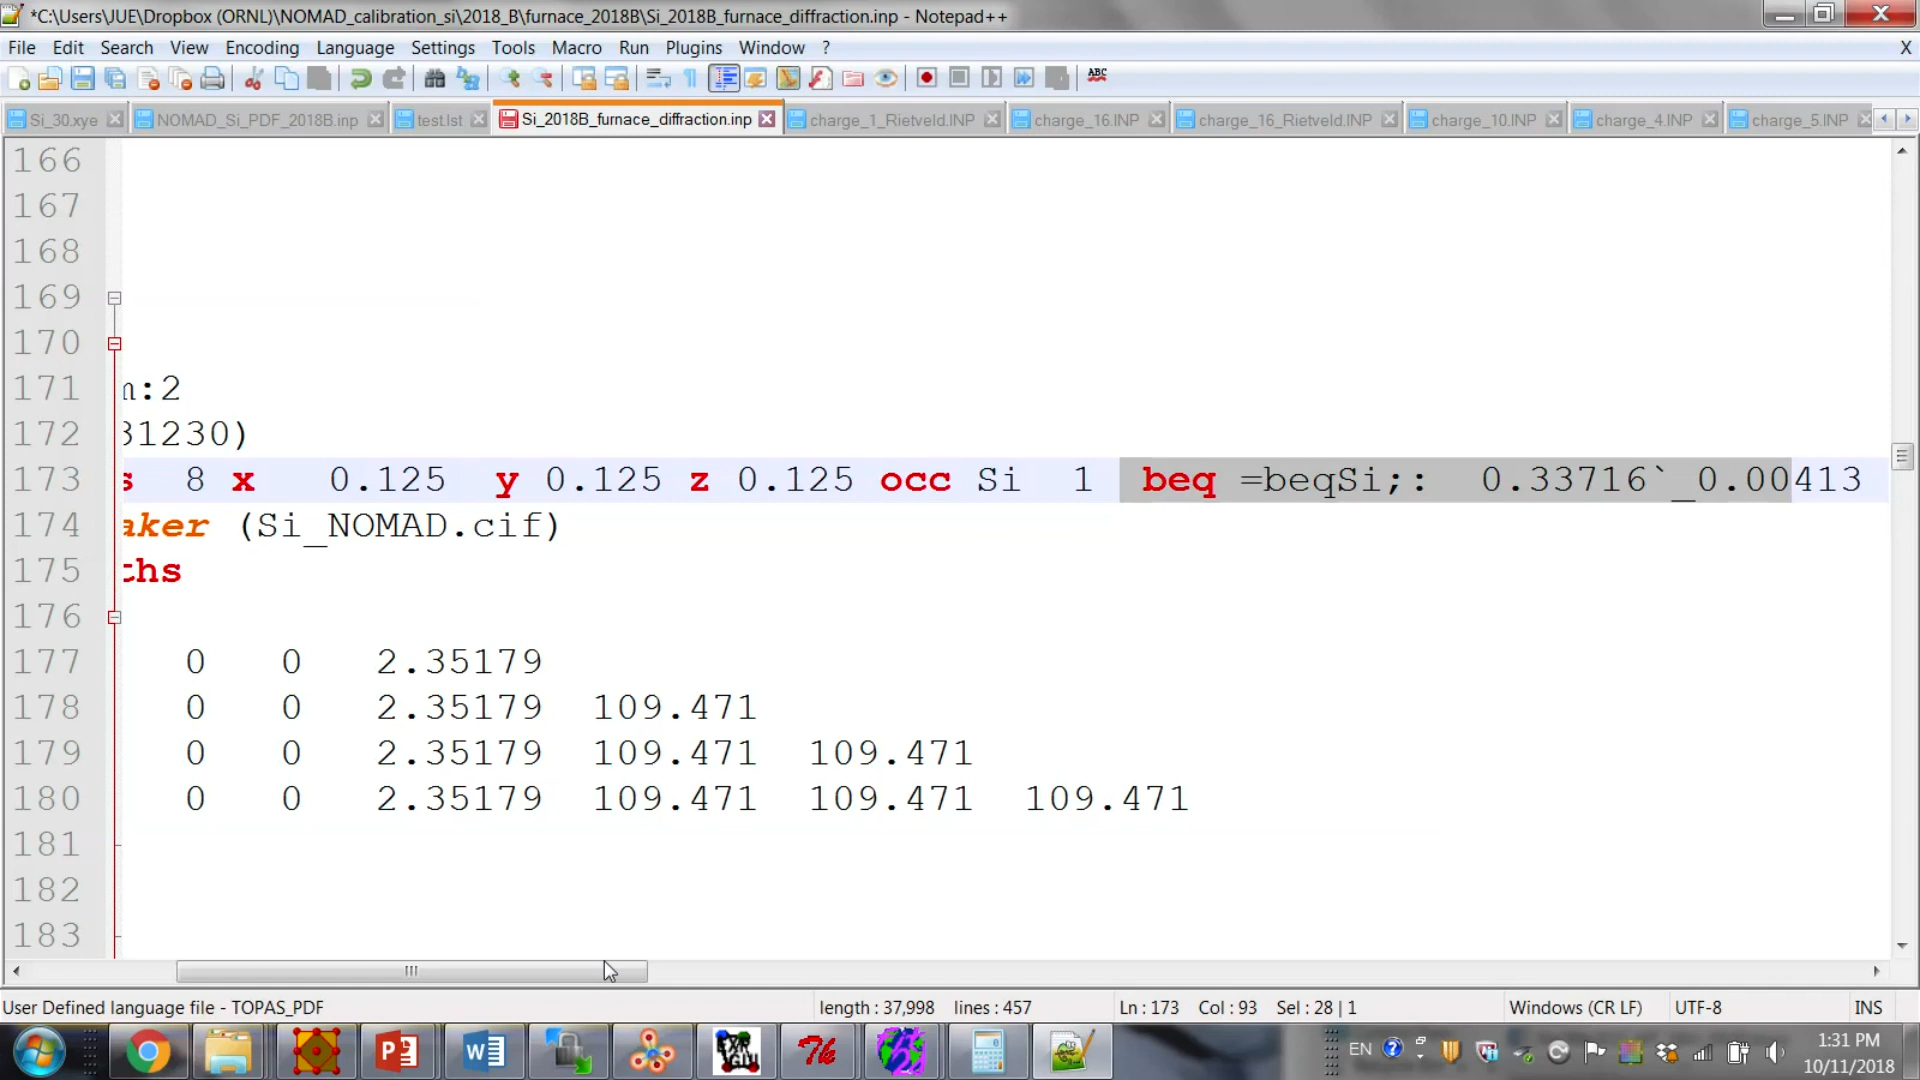 *C:\Users\JUE\Dropbox (ORNL)\NOMAD_calibration_si\2018_B\furnace_2018B\Si_2018B_furnace_diffraction.inp - Notepad++
File Edit Search View Encoding Language Settings Tools Macro Run Plugins Window ? X
ABC
Si_30.xye NOMAD_Si_PDF_2018B.inp test.lst Si_2018B_furnace_diffraction.inp charge_1_Rietveld.INP charge_16.INP charge_16_Rietveld.INP charge_10.INP charge_4.INP charge_5.INP
166
167
168
169
170
171 m:2
172 31230)
173 s 8 x 0.125 y 0.125 z 0.125 occ Si 1 beq =beqSi;: 0.33716`_0.00413
174 aker (Si_NOMAD.cif)
175 ths
176
177 0 0 2.35179
178 0 0 2.35179 109.471
179 0 0 2.35179 109.471 109.471
180 0 0 2.35179 109.471 109.471 109.471
181
182
183
User Defined language file - TOPAS_PDF length : 37,998 lines : 457 Ln : 173 Col : 93 Sel : 28 | 1 Windows (CR LF) UTF-8 INS
EN 1:31 PM
10/11/2018